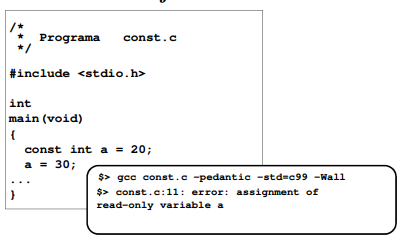 /*
 *  Programa   const.c
 */
#include <stdio.h>
int
main(void)
{
  const int a = 20;
  a = 30;
...
}
$> gcc const.c -pedantic -std=c99 -Wall
$> const.c:11: error: assignment of
read-only variable a